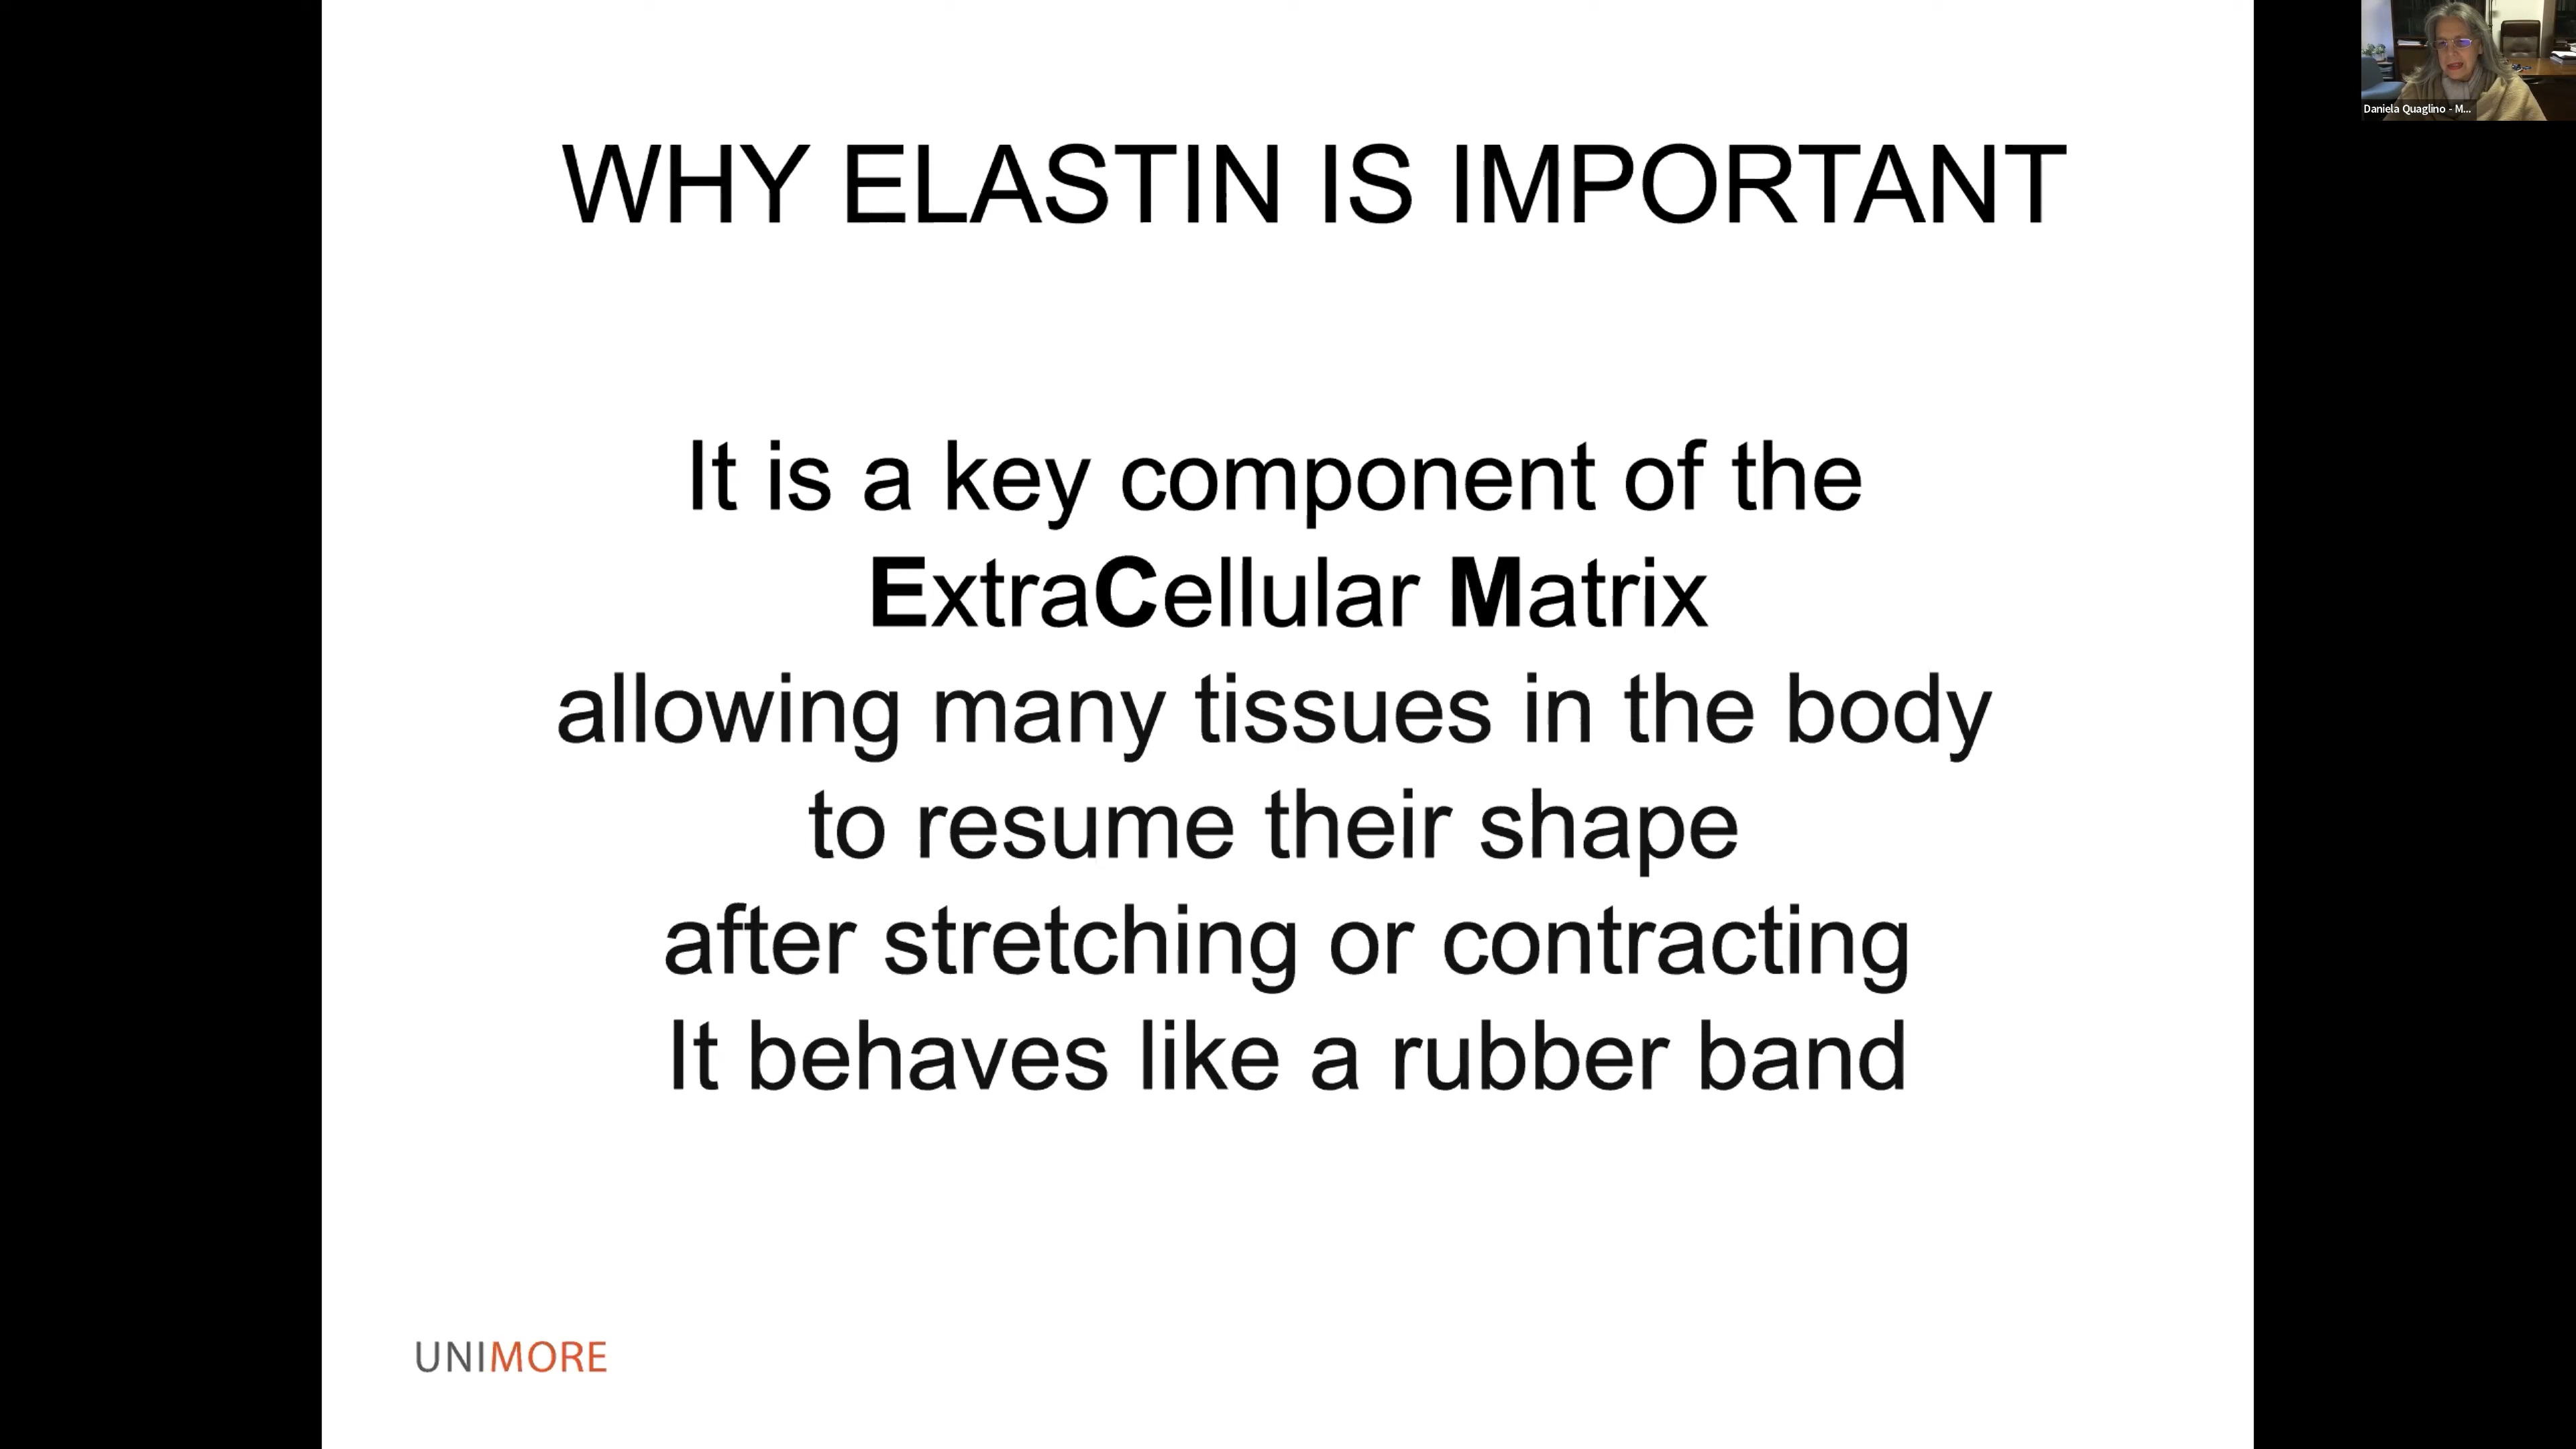 WHY ELASTIN IS IMPORTANT
It is a key component of the
ExtraCellular Matrix
allowing many tissues in the body
to resume their shape
after stretching or contracting
It behaves like a rubber band
UNIMORE
Daniela Quaglino - M...